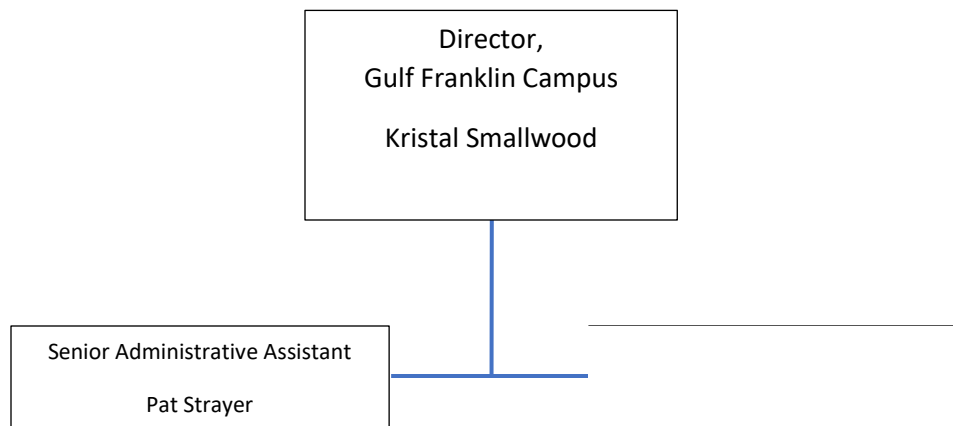 Director,
Gulf Franklin Campus
Kristal Smallwood
Senior Administrative Assistant
Pat Strayer